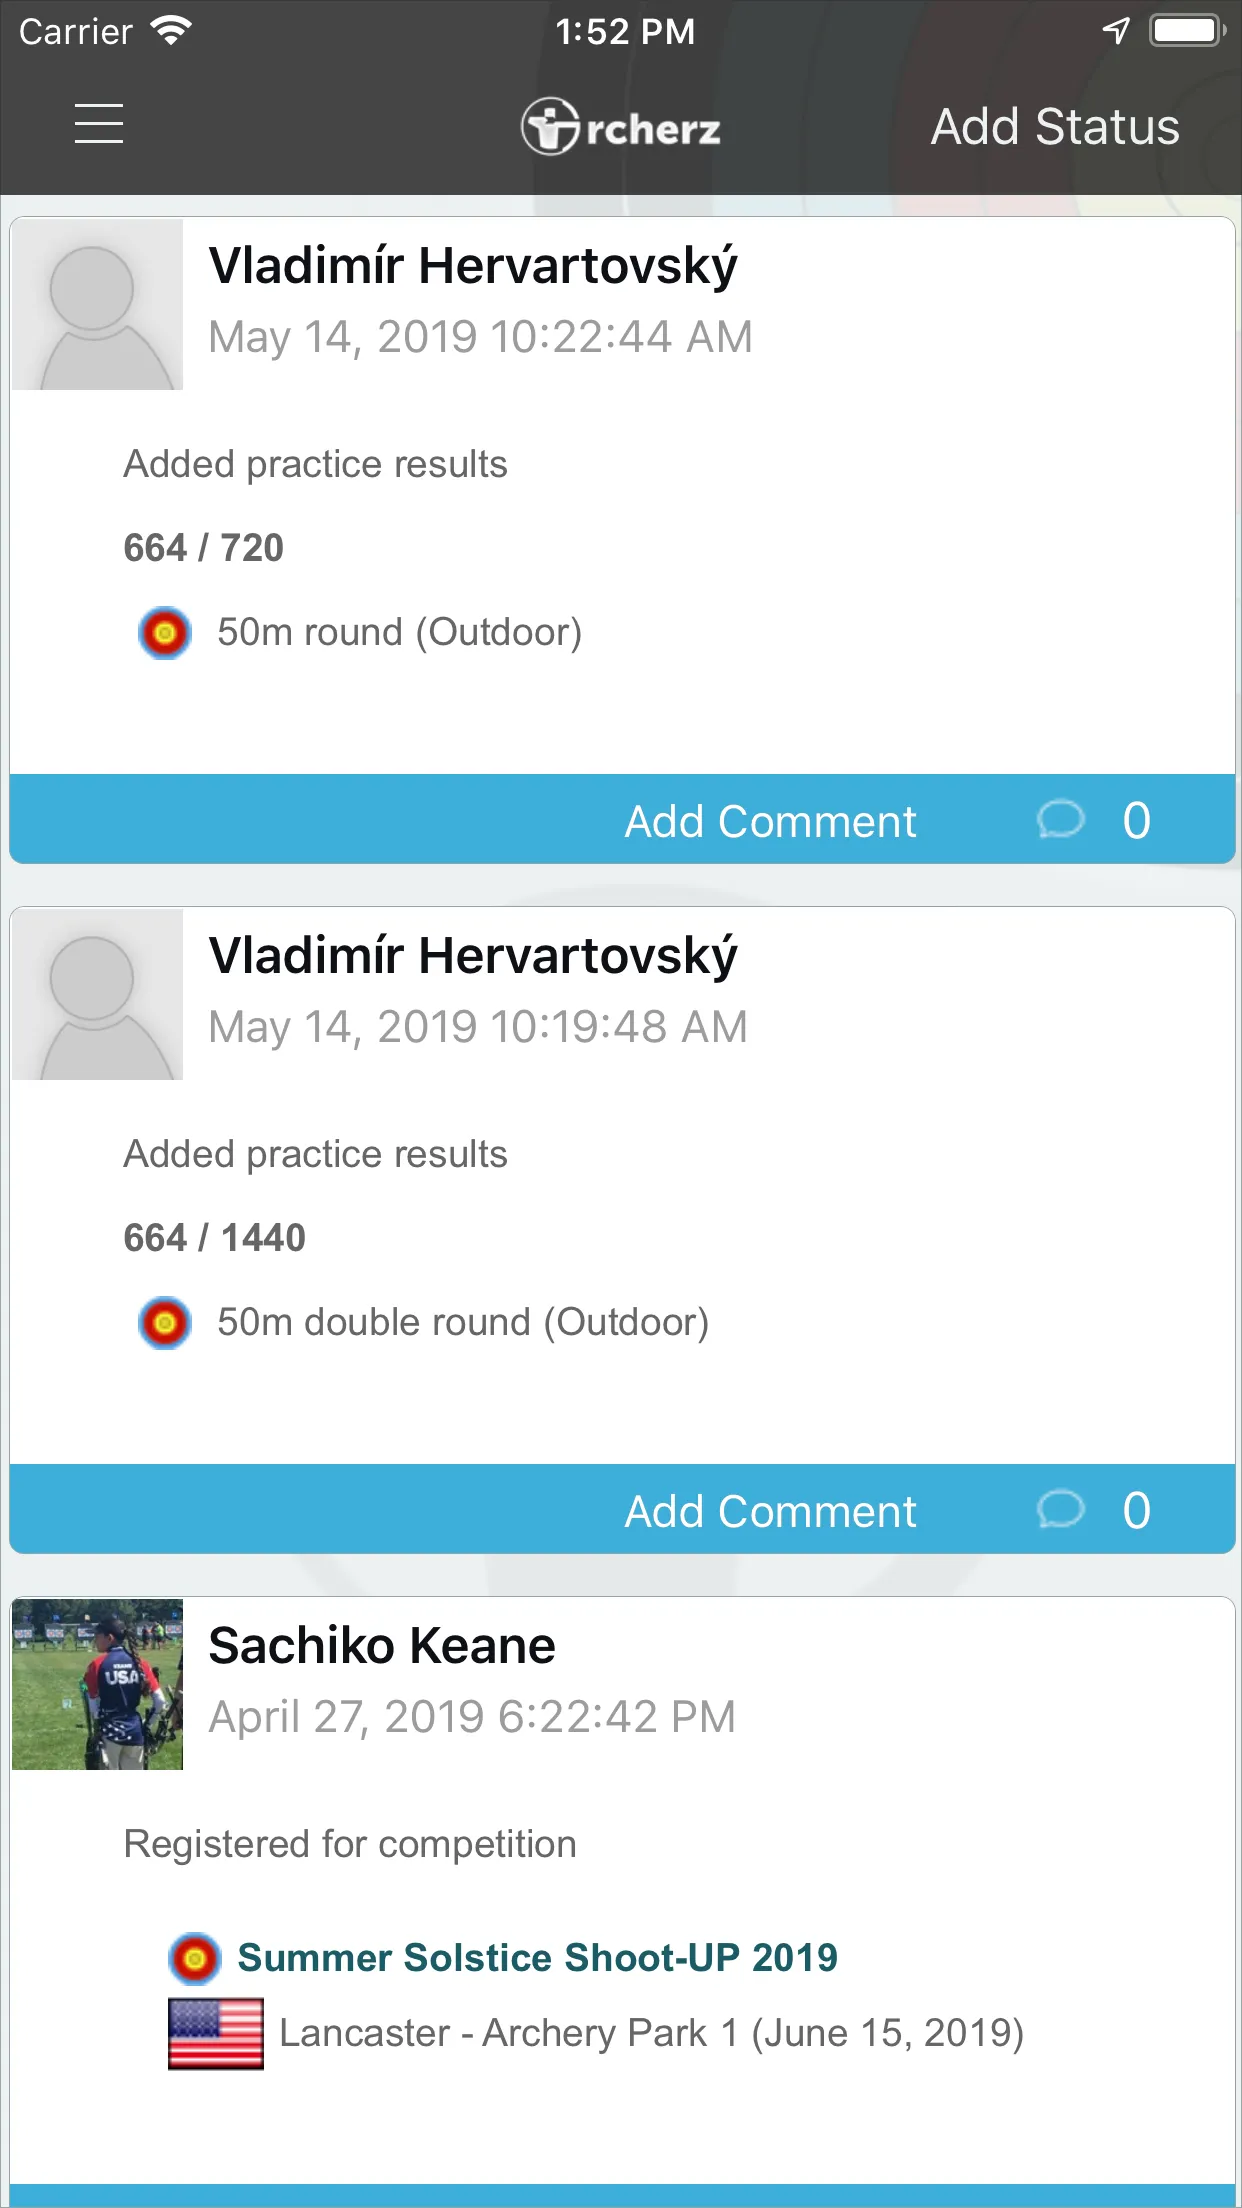 Carrier 1:52 PM
rcherz
Add Status
Vladimír Hervartovský
May 14, 2019 10:22:44 AM
Added practice results
664 / 720
50m round (Outdoor)
Add Comment 0
Vladimír Hervartovský
May 14, 2019 10:19:48 AM
Added practice results
664 / 1440
50m double round (Outdoor)
Add Comment 0
USA
Sachiko Keane
April 27, 2019 6:22:42 PM
Registered for competition
Summer Solstice Shoot-UP 2019
Lancaster - Archery Park 1 (June 15, 2019)